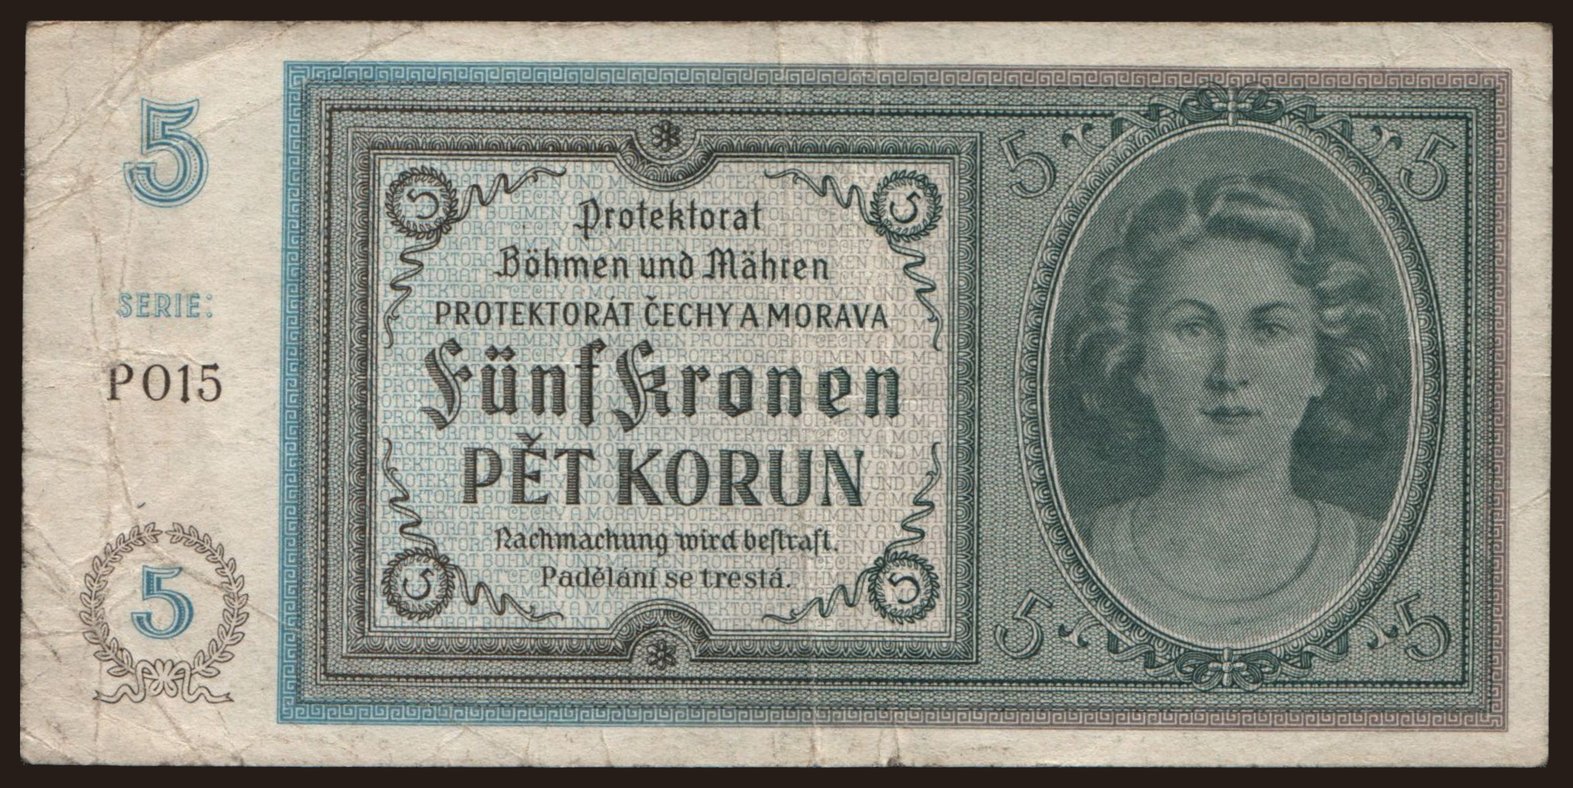 5
SERIE:
P 015
5
5
5
Protektorat
Böhmen und Mähren
PROTEKTORÁT ČECHY A MORAVA
Fünf Kronen
PĚT KORUN
Nachmachung wird bestraft.
Padělání se trestá.
5
5
5
5
5
5